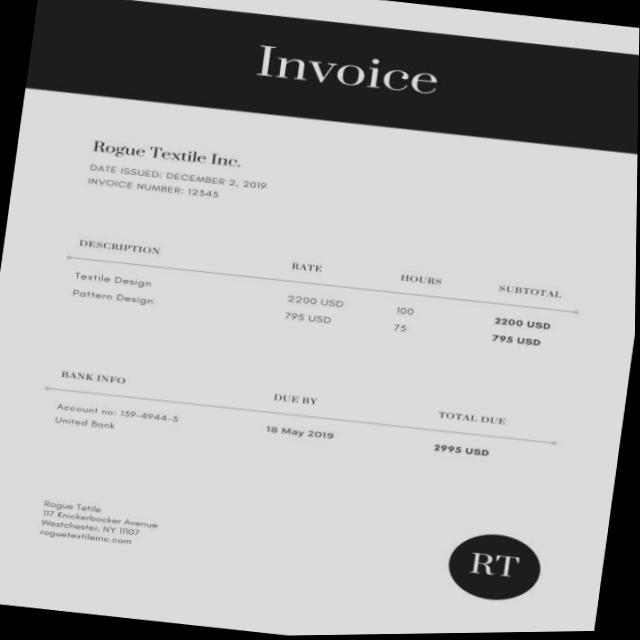 Invoice
Rogue Textile Inc.
DATE ISSUED: DECEMBER 2, 2019
INVOICE NUMBER: 12345
DESCRIPTION RATE HOURS SUBTOTAL
Textile Design 2200 USD 100 2200 USD
Pattern Design 795 USD 75 795 USD
BANK INFO DUE BY TOTAL DUE
Account no: 159-4944-5 18 May 2019 2995 USD
United Bank
Rogue Tetile
117 Knickerbocker Avenue
Westchester, NY 11107
roguetextileinc.com
RT